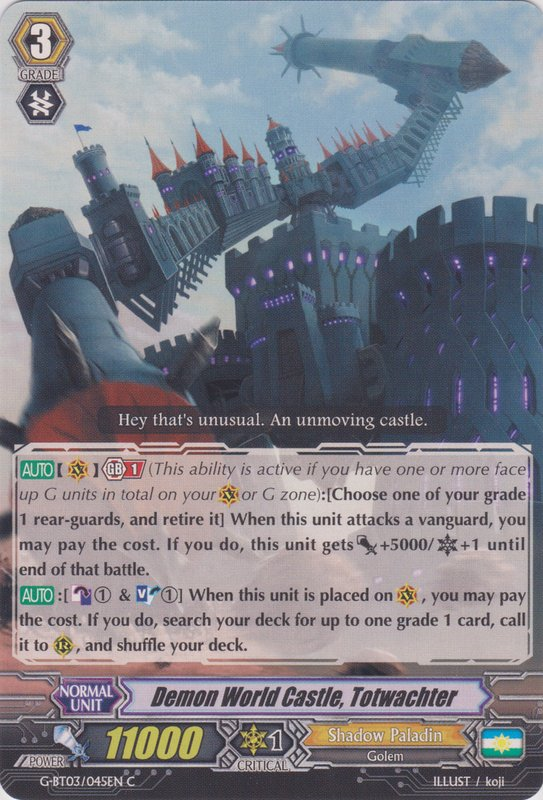 3
GRADE
Hey that's unusual. An unmoving castle.
AUTO [ ] GB 1 (This ability is active if you have one or more face
up G units in total on your V or G zone):[Choose one of your grade
1 rear-guards, and retire it] When this unit attacks a vanguard, you
may pay the cost. If you do, this unit gets +5000/ +1 until
end of that battle.
AUTO :[ ① & V ①] When this unit is placed on V, you may pay
the cost. If you do, search your deck for up to one grade 1 card, call
it to R, and shuffle your deck.
NORMAL UNIT
Demon World Castle, Totwachter
POWER 11000
1 CRITICAL
Shadow Paladin
Golem
G-BT03/045EN C
ILLUST / koji